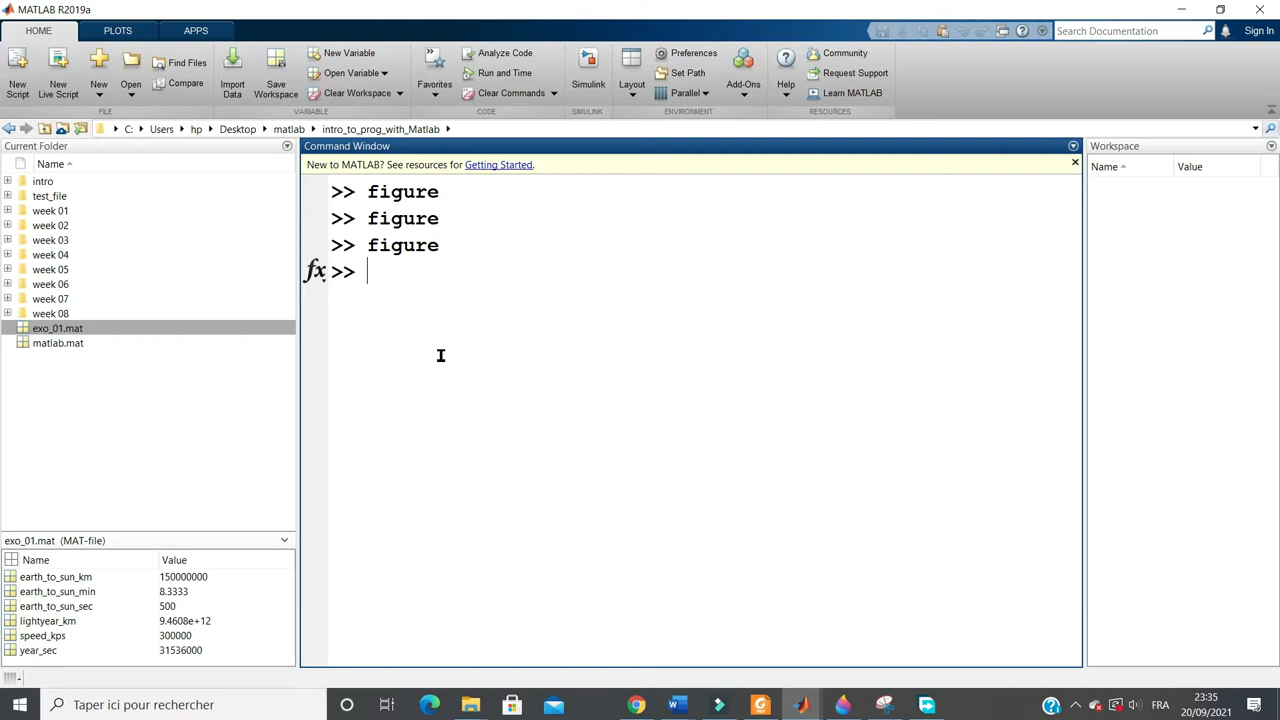 MATLAB R2019a
HOME PLOTS APPS
Search Documentation
Sign In
New Script
New Live Script
New
Open
Find Files
Compare
Import Data
Save Workspace
New Variable
Open Variable
Clear Workspace
Favorites
Analyze Code
Run and Time
Clear Commands
Simulink
Layout
Preferences
Set Path
Parallel
Add-Ons
Help
Community
Request Support
Learn MATLAB
FILE VARIABLE CODE SIMULINK ENVIRONMENT RESOURCES
C: Users hp Desktop matlab intro_to_prog_with_Matlab
Current Folder
Name
intro
test_file
week 01
week 02
week 03
week 04
week 05
week 06
week 07
week 08
exo_01.mat
matlab.mat
exo_01.mat (MAT-file)
Name Value
earth_to_sun_km 150000000
earth_to_sun_min 8.3333
earth_to_sun_sec 500
lightyear_km 9.4608e+12
speed_kps 300000
year_sec 31536000
Command Window
New to MATLAB? See resources for Getting Started.
>> figure
>> figure
>> figure
fx >>
Workspace
Name Value
Taper ici pour rechercher
FRA
23:35
20/09/2021